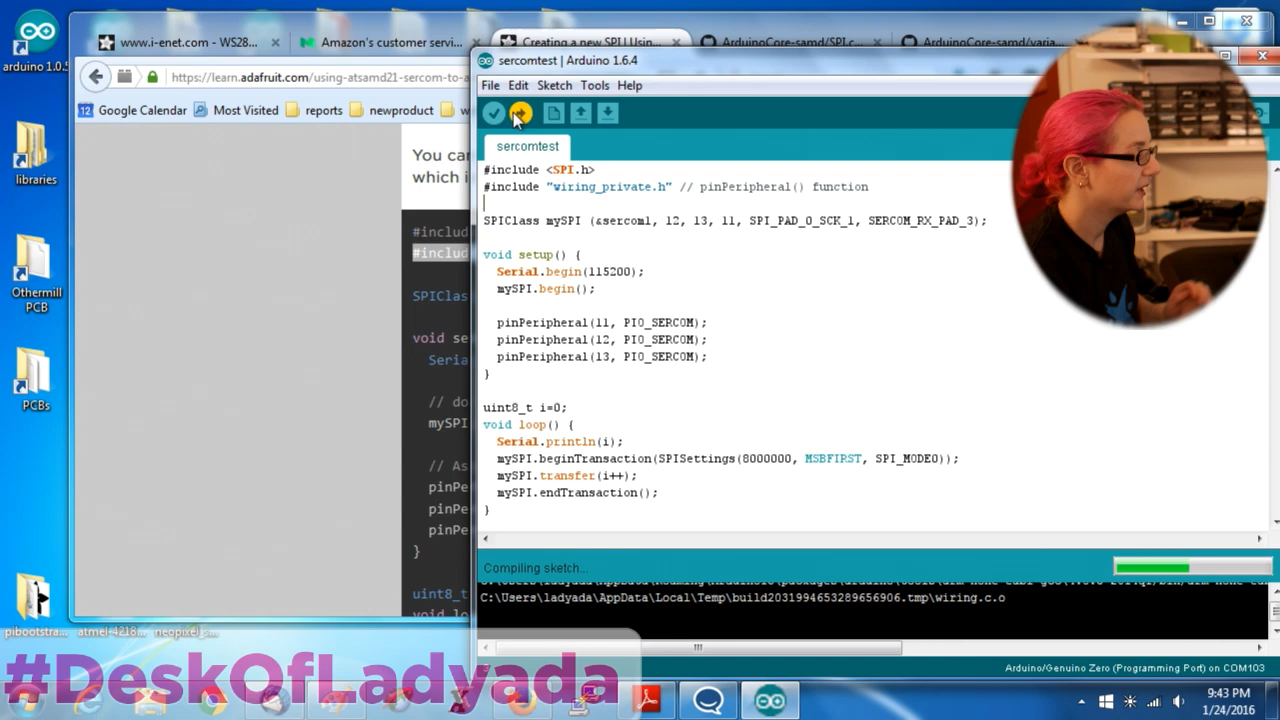 arduino 1.0.5
libraries
Othermill
PCB
PCBs
pibootstra...
atmel-4218...
neopixel_s...
www.i-enet.com - WS28...
Amazon's customer servi...
Creating a new SPI | Usin...
ArduinoCore-samd/SPI.c...
ArduinoCore-samd/varia...
https://learn.adafruit.com/using-atsamd21-sercom-to-a
Google Calendar
Most Visited
reports
newproduct
You can
which i
#includ
#includ
SPIClas
void se
Seria
// do
mySPI
// As
pinPe
pinPe
pinPe
}
uint8_t
void lo
sercomtest | Arduino 1.6.4
File Edit Sketch Tools Help
sercomtest
#include <SPI.h>
#include "wiring_private.h" // pinPeripheral() function
SPIClass mySPI (&sercom1, 12, 13, 11, SPI_PAD_0_SCK_1, SERCOM_RX_PAD_3);
void setup() {
Serial.begin(115200);
mySPI.begin();
pinPeripheral(11, PIO_SERCOM);
pinPeripheral(12, PIO_SERCOM);
pinPeripheral(13, PIO_SERCOM);
}
uint8_t i=0;
void loop() {
Serial.println(i);
mySPI.beginTransaction(SPISettings(8000000, MSBFIRST, SPI_MODE0));
mySPI.transfer(i++);
mySPI.endTransaction();
}
Compiling sketch...
C:\Users\ladyada\AppData\Local\Temp\build2031994653289656906.tmp\wiring.c.o
Arduino/Genuino Zero (Programming Port) on COM103
#DeskOfLadyada
9:43 PM
1/24/2016